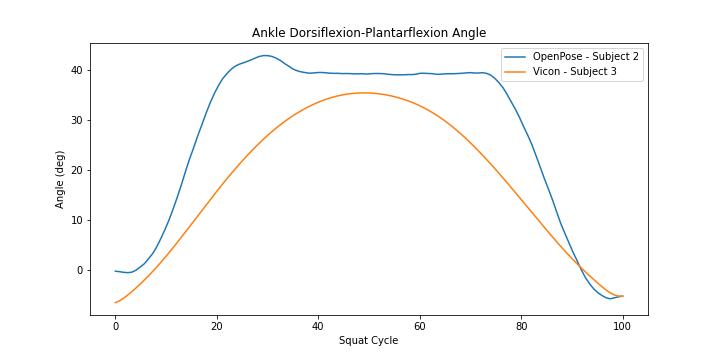 Ankle Dorsiflexion-Plantarflexion Angle
OpenPose - Subject 2
Vicon - Subject 3
Angle (deg)
40
30
20
10
0
0 20 40 60 80 100
Squat Cycle